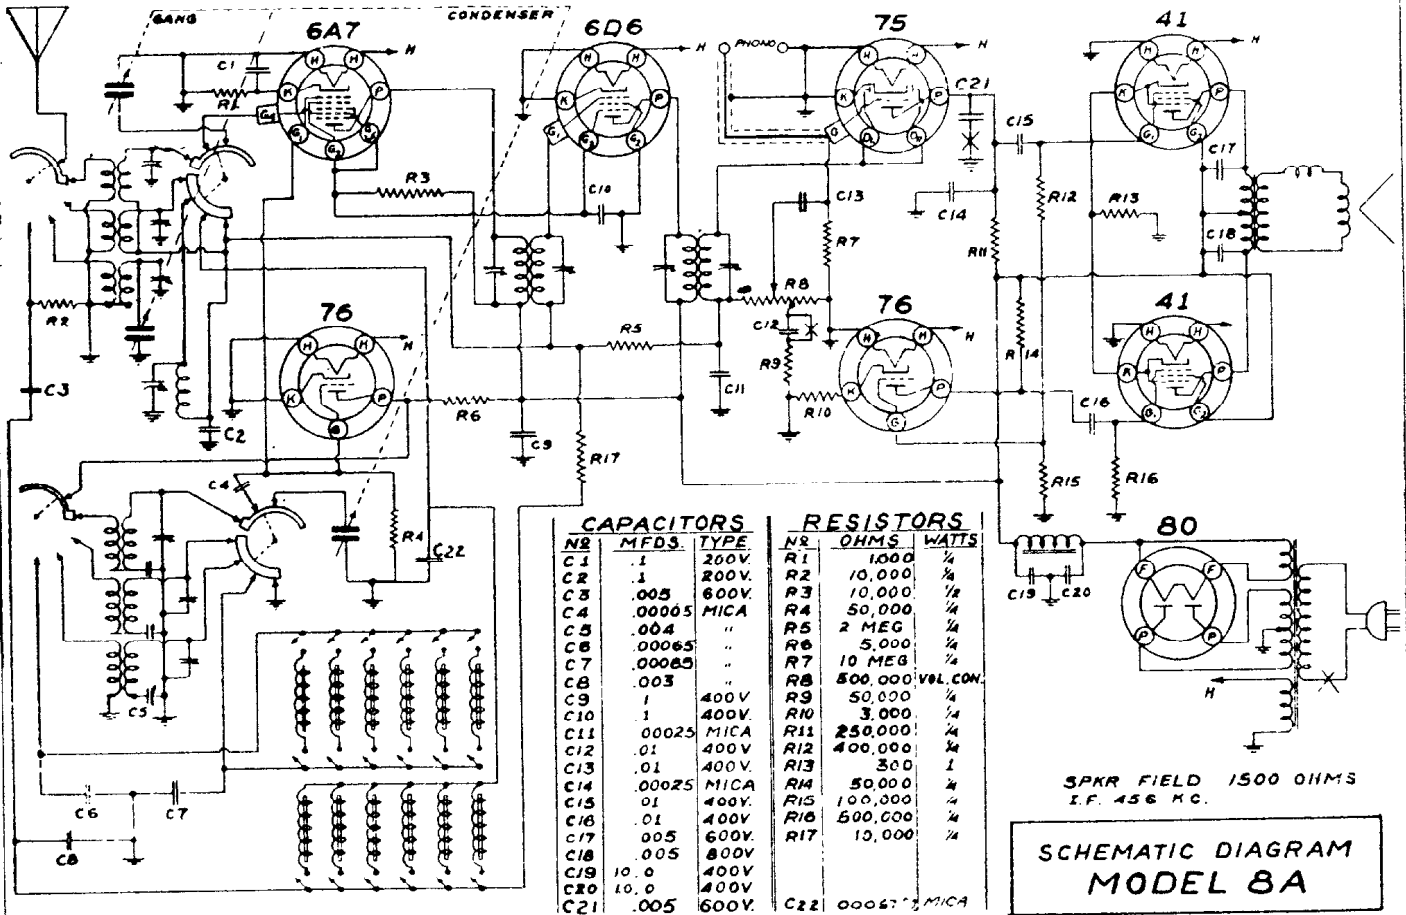 GANG
CONDENSER
6A7
6D6
75
41
PHONO
H
H
H
H
C1
R1
C21
C15
C17
R3
C10
C13
C14
R12
R13
R7
R11
C18
R2
R8
76
76
41
C12
R5
R14
H
H
H
C3
R9
C11
R6
R10
C16
C2
C9
R17
R15
R16
C4
R4
C22
80
C19
C20
C5
C6
C7
C8
H
CAPACITORS
Nº MFDS. TYPE
C1 .1 200V.
C2 .1 200V.
C3 .005 600V.
C4 .00005 MICA
C5 .004 "
C6 .00065 "
C7 .00065 "
C8 .003 "
C9 .1 400V
C10 .1 400V.
C11 .00025 MICA
C12 .01 400V
C13 .01 400V.
C14 .00025 MICA
C15 .01 400V.
C16 .01 400V
C17 .005 600V.
C18 .005 800V
C19 10.0 400V
C20 10.0 400V
C21 .005 600V.
RESISTORS
Nº OHMS WATTS
R1 1000 ¼
R2 10,000 ¼
R3 10,000 ½
R4 50,000 ¼
R5 2 MEG ¼
R6 5,000 ¼
R7 10 MEG ¼
R8 500,000 VOL.CON.
R9 50,000 ¼
R10 3,000 ¼
R11 250,000 ¼
R12 400,000 ¼
R13 300 1
R14 50,000 ¼
R15 100,000 ¼
R16 500,000 ¼
R17 10,000 ¼
C22 MICA
SPKR FIELD 1500 OHMS
I.F. 456 KC.
SCHEMATIC DIAGRAM
MODEL 8A